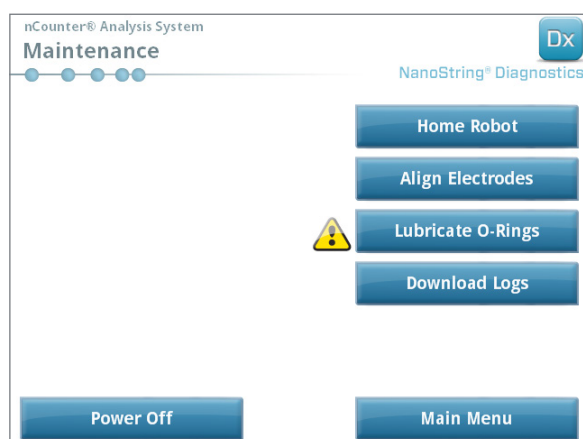 nCounter® Analysis System
Maintenance
Dx
NanoString® Diagnostics
Home Robot
Align Electrodes
Lubricate O-Rings
Download Logs
Power Off
Main Menu